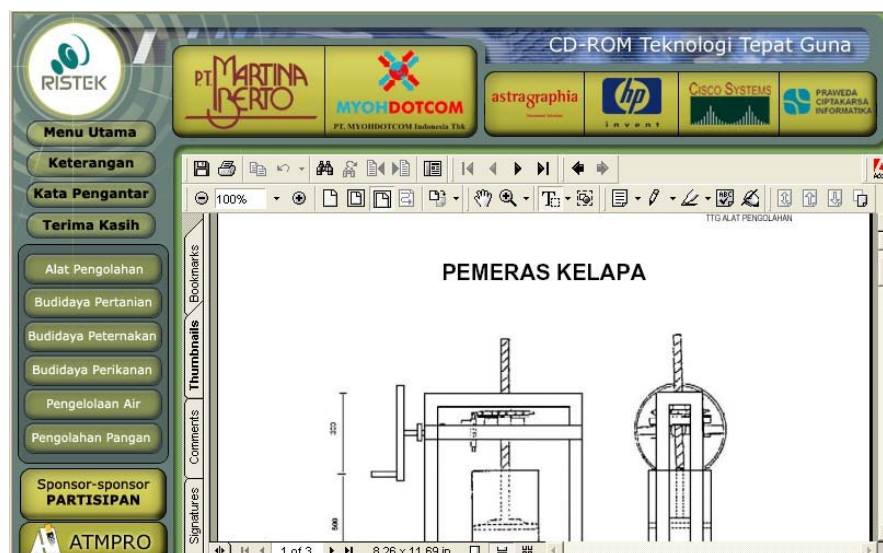 CD-ROM Teknologi Tepat Guna
RISTEK
PT. MARTINA BERTO
MYOHDOTCOM
PT. MYOHDOTCOM Indonesia Tbk
astragraphia
hp
invent
CISCO SYSTEMS
PRAWEDA
CIPTAKARSA
INFORMATIKA
Menu Utama
Keterangan
Kata Pengantar
Terima Kasih
Alat Pengolahan
Budidaya Pertanian
Budidaya Peternakan
Budidaya Perikanan
Pengelolaan Air
Pengolahan Pangan
Sponsor-sponsor
PARTISIPAN
ATMPRO
100%
Bookmarks
Thumbnails
Comments
Signatures
TTG ALAT PENGOLAHAN
PEMERAS KELAPA
1 of 3
8.26 x 11.69 in